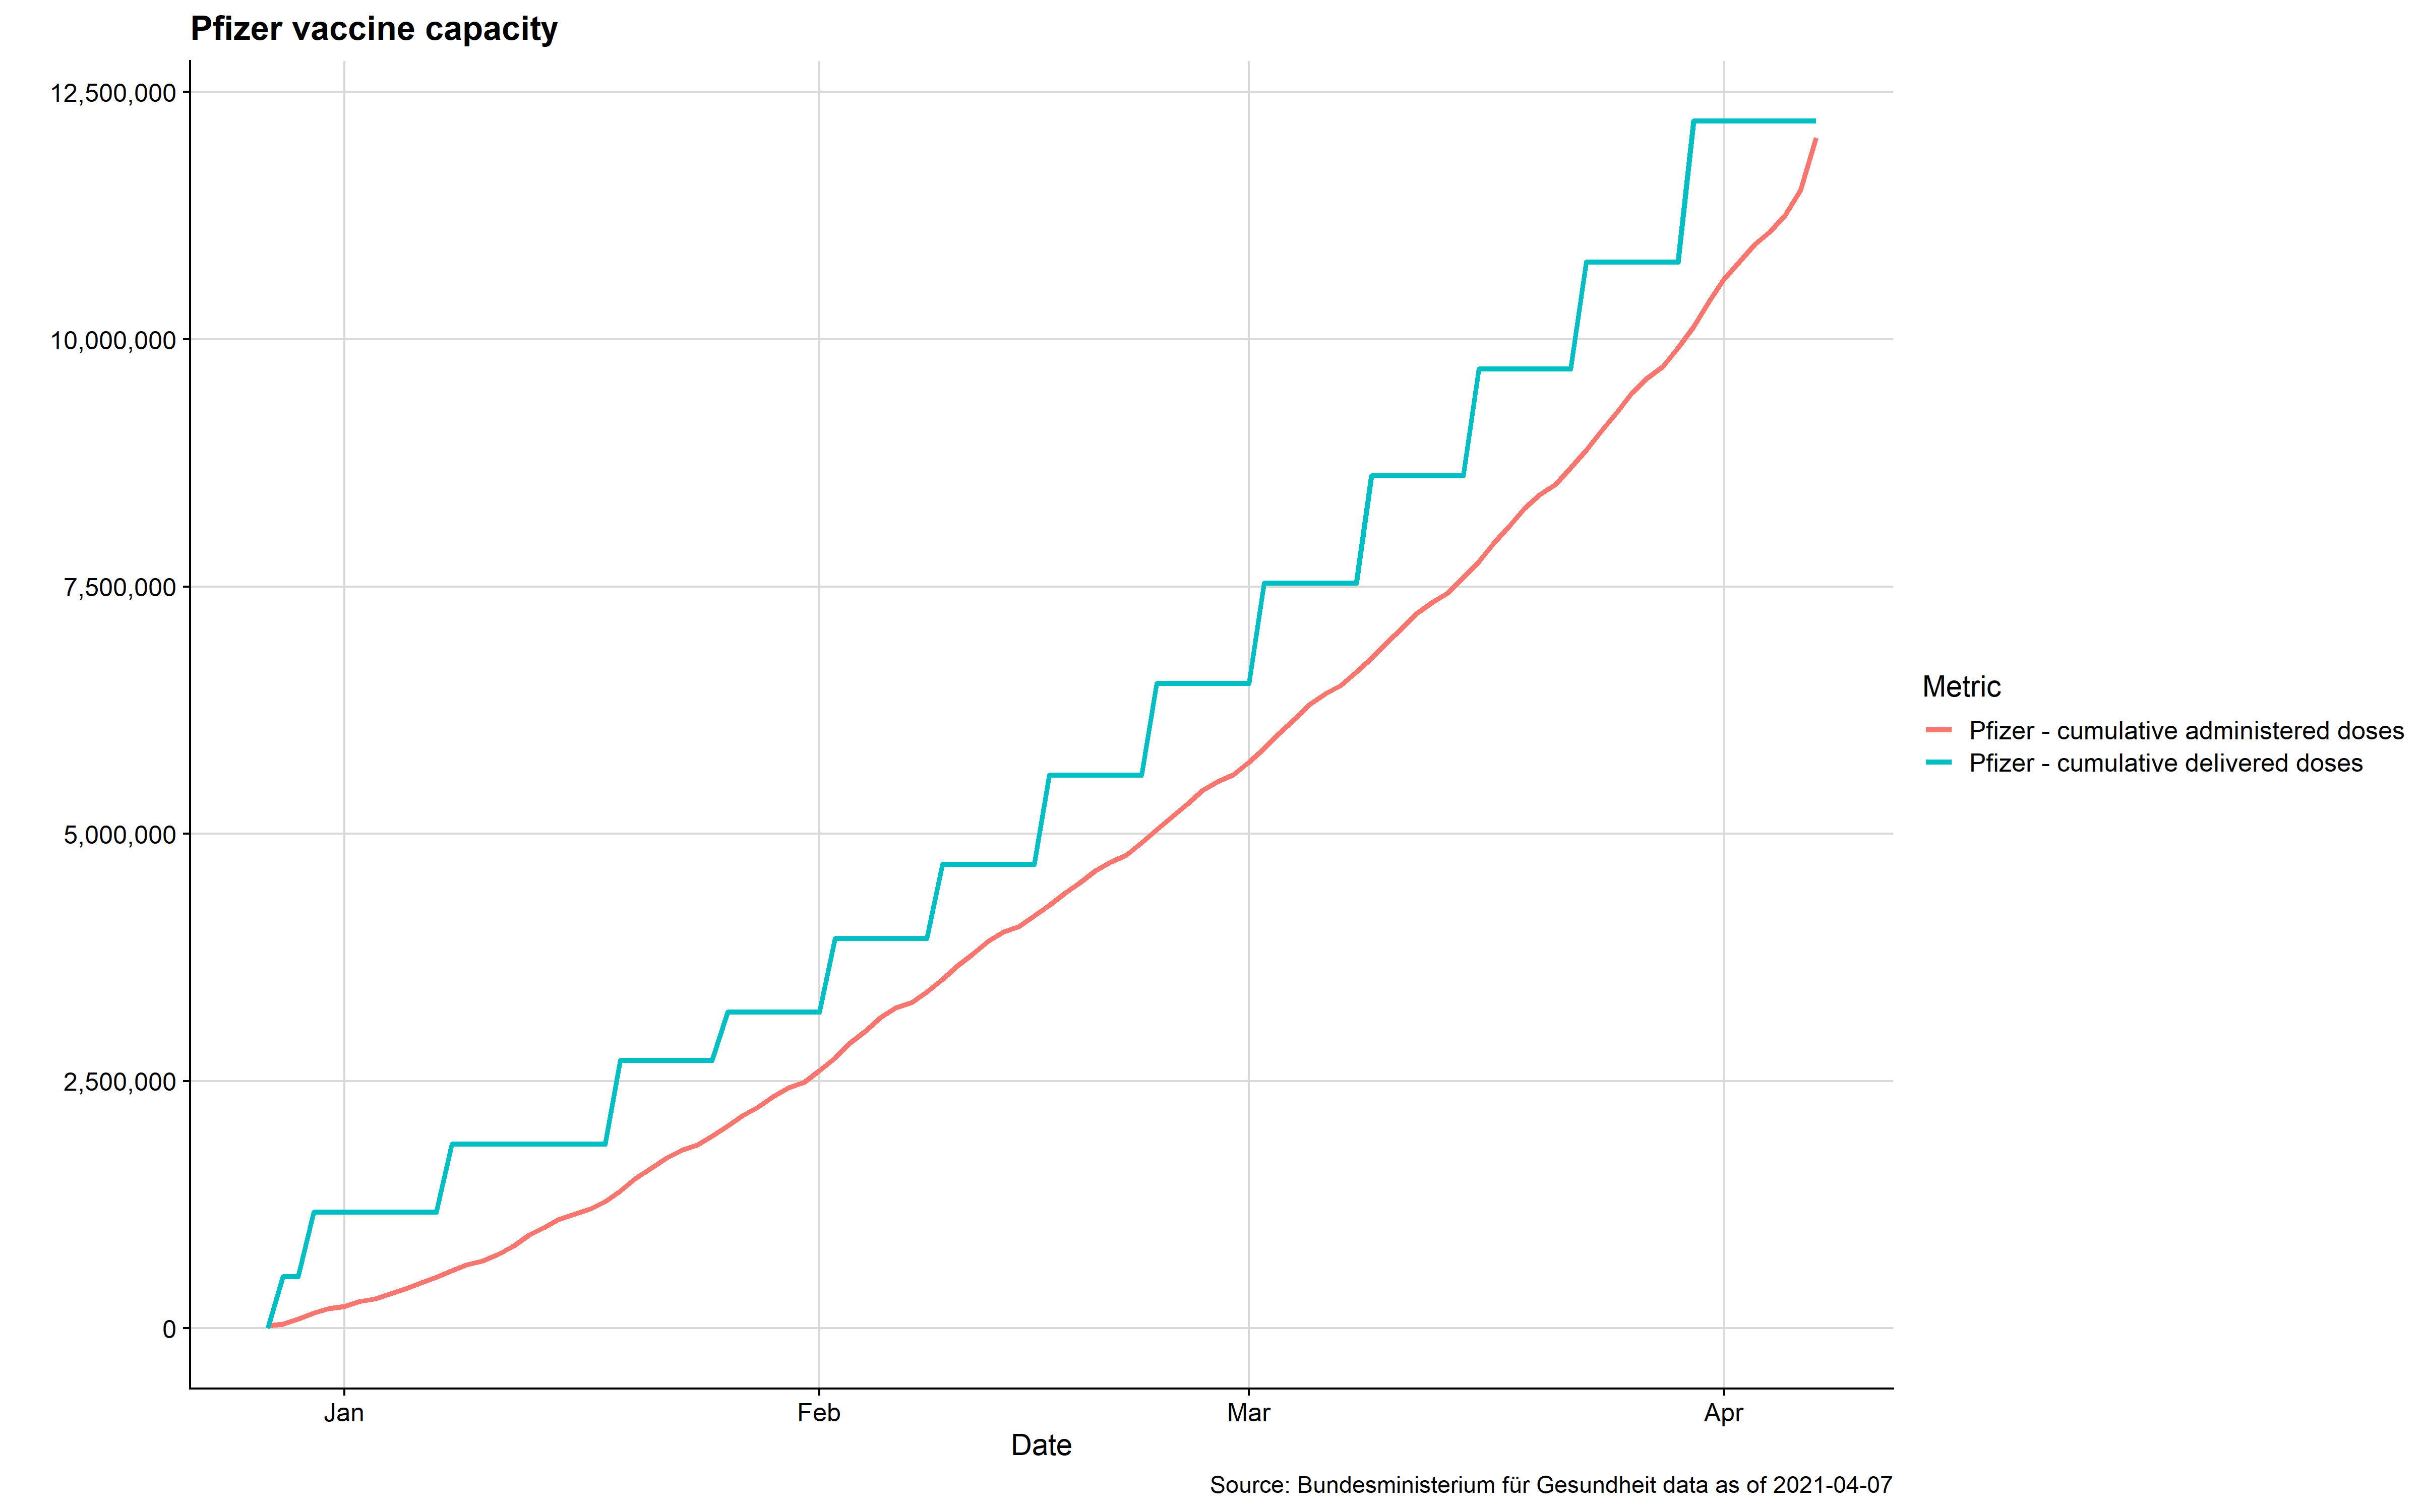 Pfizer vaccine capacity
12,500,000
10,000,000
7,500,000
5,000,000
2,500,000
0
Jan Feb Mar Apr
Date
Metric
Pfizer - cumulative administered doses
Pfizer - cumulative delivered doses
Source: Bundesministerium für Gesundheit data as of 2021-04-07